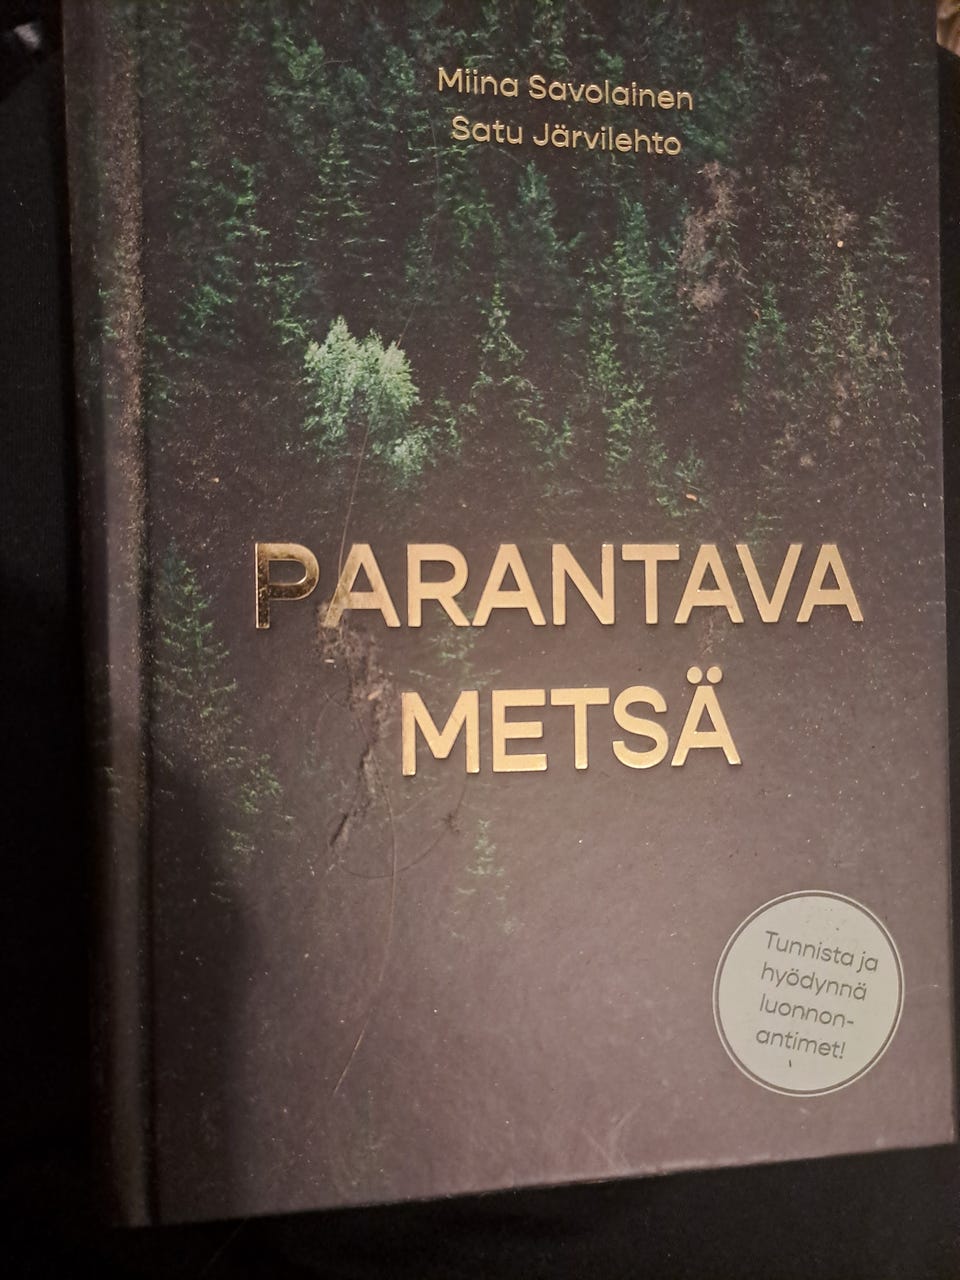 Miina Savolainen
Satu Järvilehto
PARANTAVA
METSÄ
Tunnista ja
hyödynnä
luonnon-
antimet!